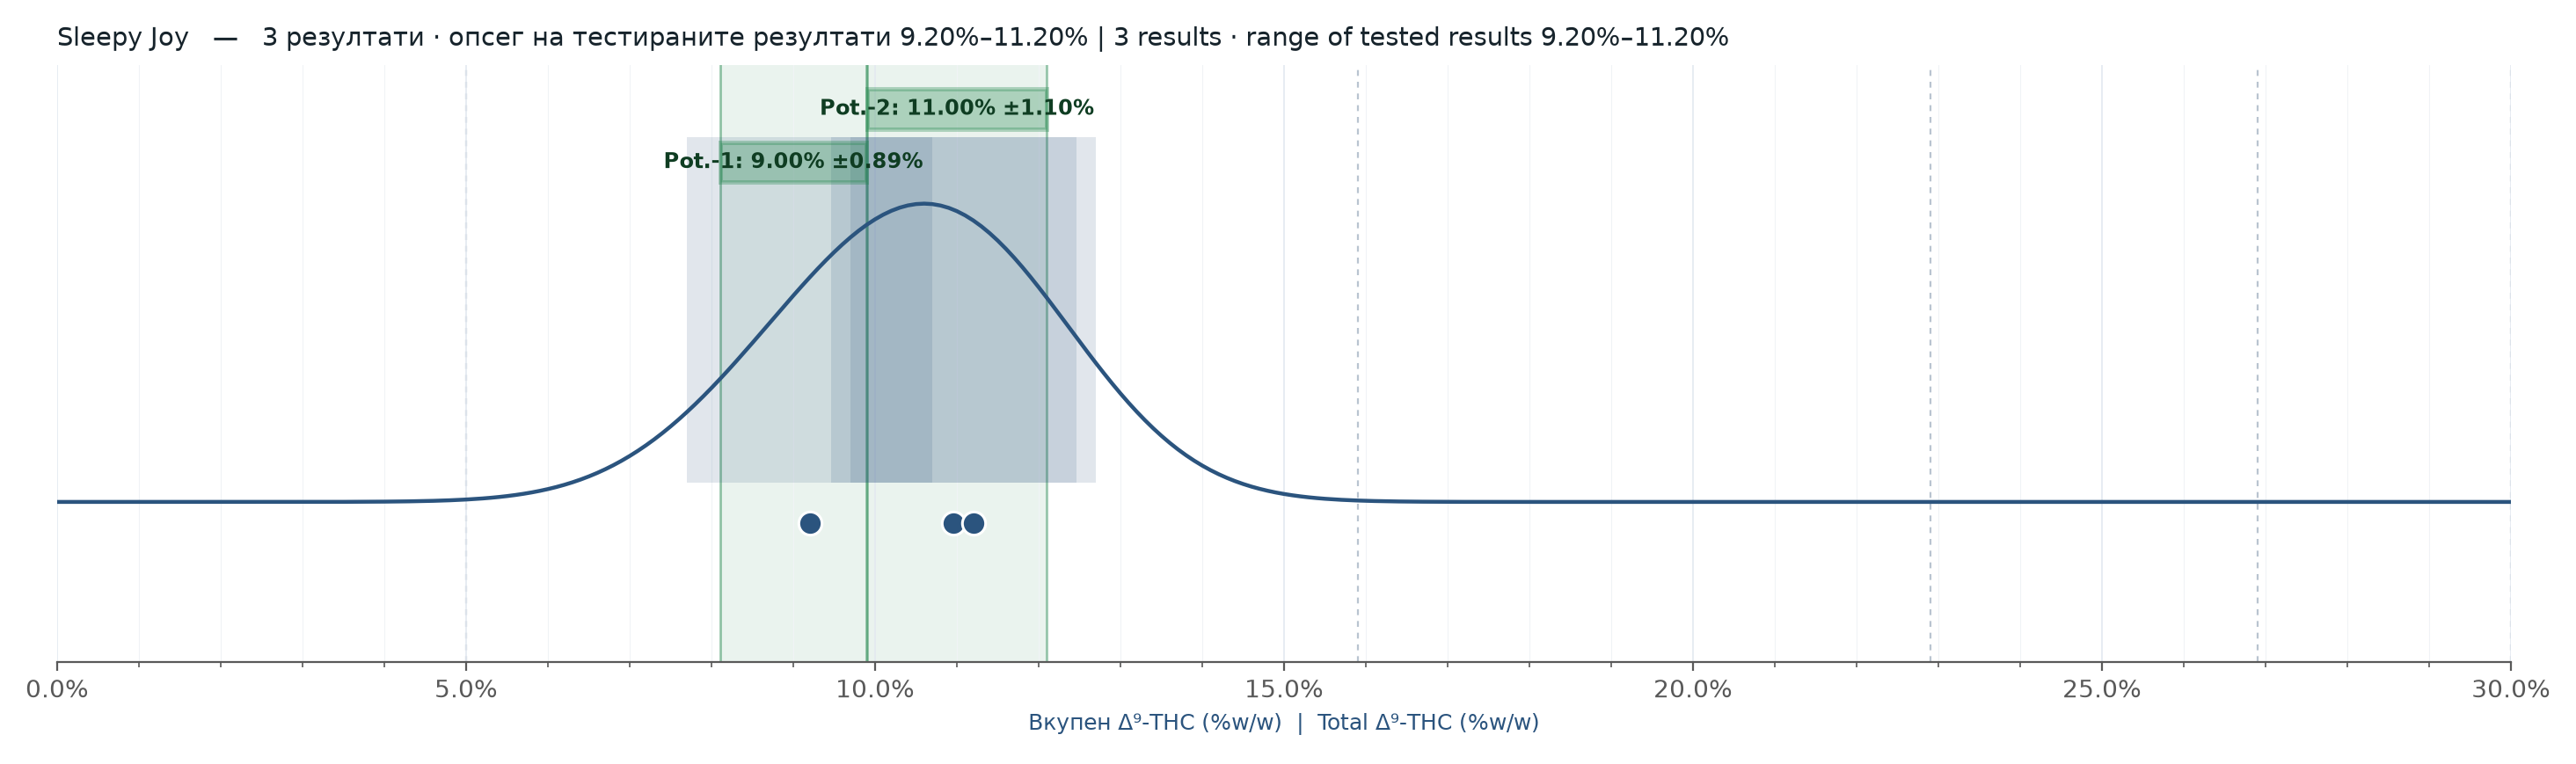 Sleepy Joy — 3 резултати · опсег на тестираните резултати 9.20%–11.20% | 3 results · range of tested results 9.20%–11.20%
Pot.-2: 11.00% ±1.10%
Pot.-1: 9.00% ±0.89%
0.0% 5.0% 10.0% 15.0% 20.0% 25.0% 30.0%
Вкупен Δ⁹-THC (%w/w) | Total Δ⁹-THC (%w/w)